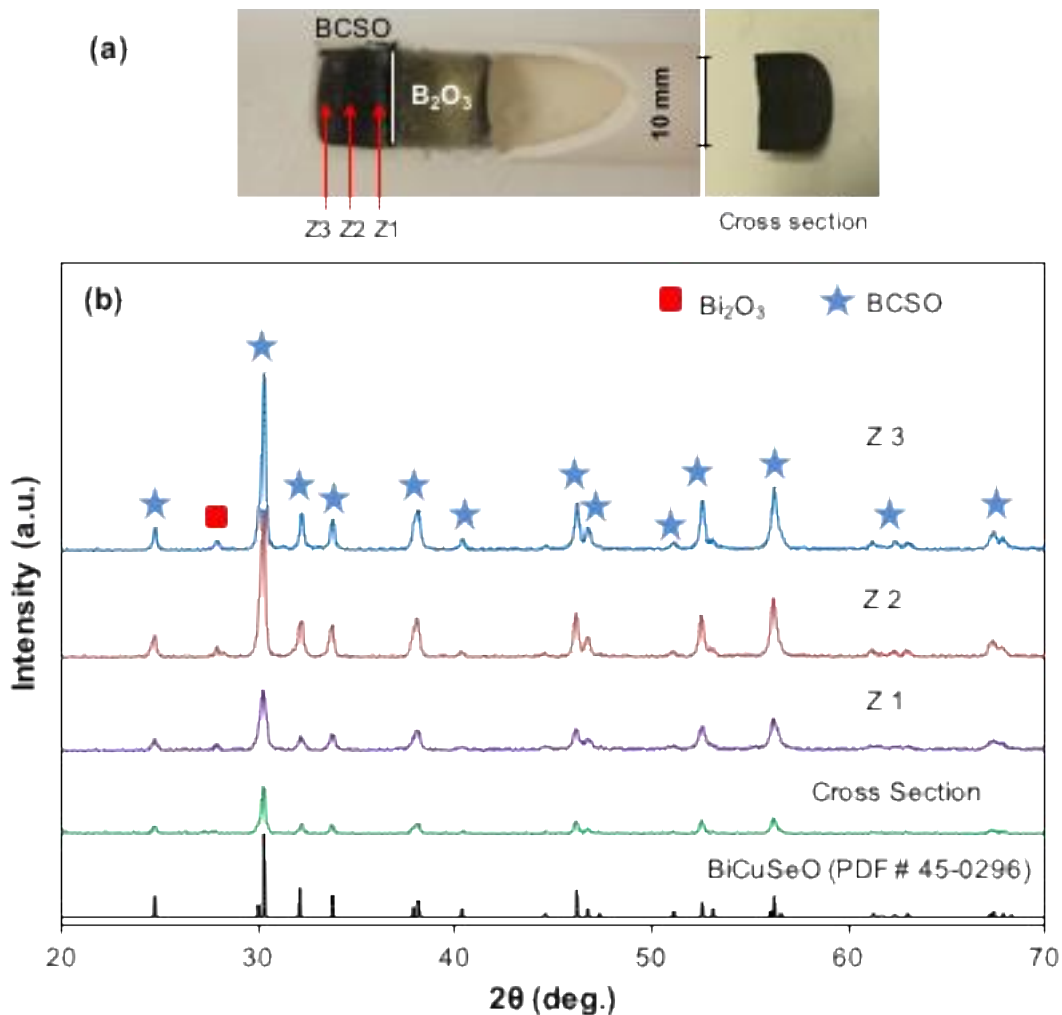 (a)
BCSO
B₂O₃
10 mm
Z3 Z2 Z1
Cross section
(b)
Bi₂O₃
BCSO
Z 3
Z 2
Z 1
Cross Section
BiCuSeO (PDF # 45-0296)
Intensity (a.u.)
20 30 40 50 60 70
2θ (deg.)